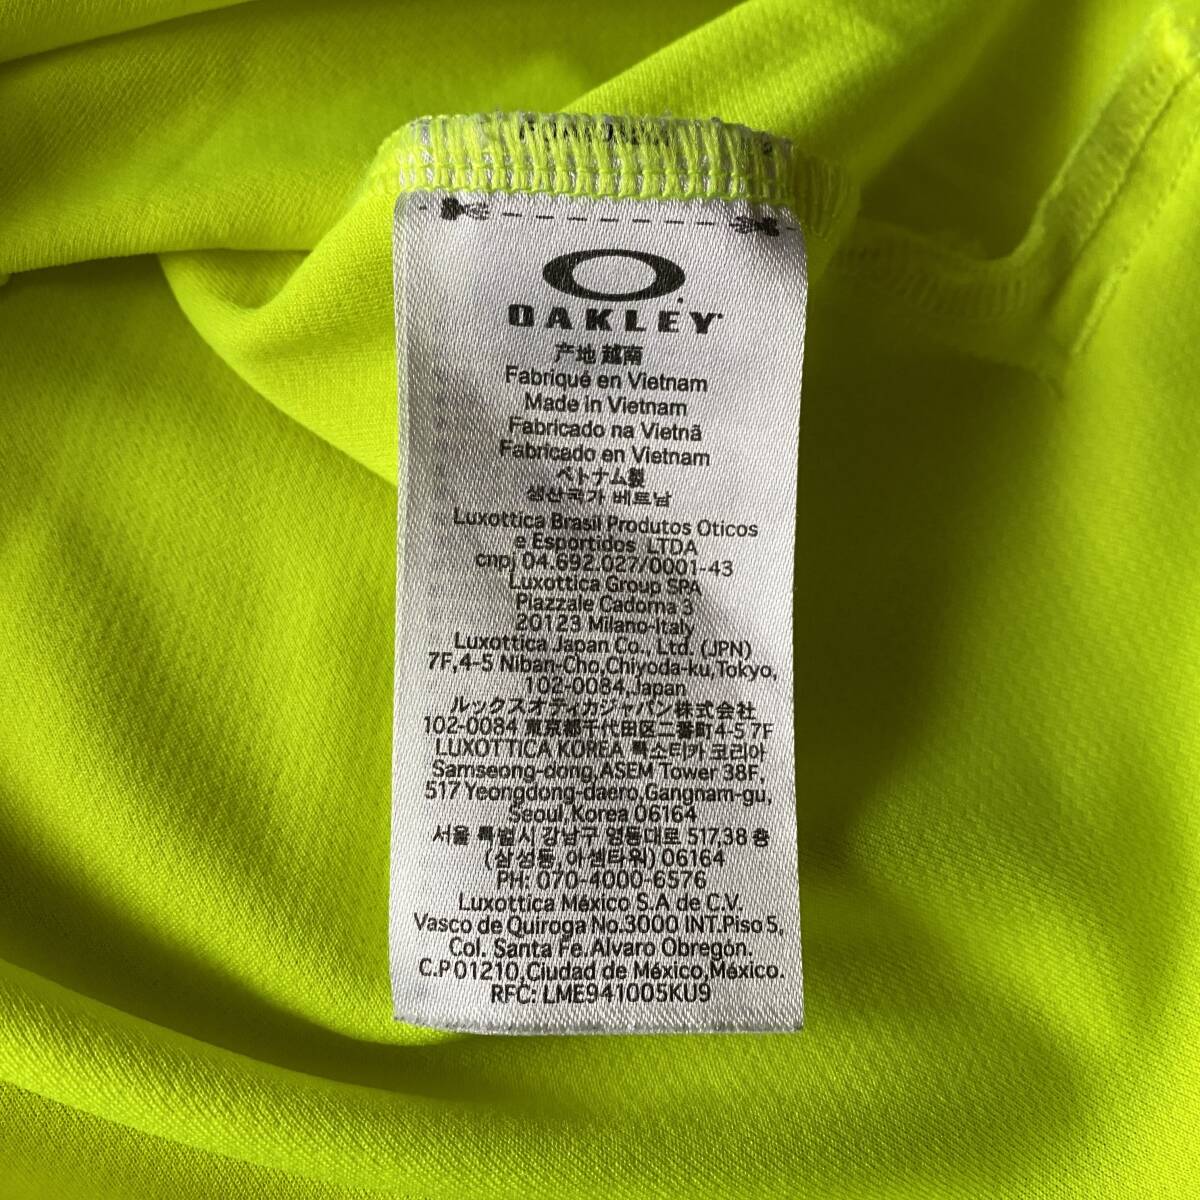 OAKLEY
产地 越南
Fabriqué en Vietnam
Made in Vietnam
Fabricado na Vietnã
Fabricado en Vietnam
ベトナム製
생산국가 베트남
Luxottica Brasil Produtos Oticos
e Esportidos LTDA
cnpj 04.692.027/0001-43
Luxottica Group SPA
Piazzale Cadorna 3
20123 Milano-Italy
Luxottica Japan Co., Ltd. (JPN)
7F,4-5 Niban-Cho,Chiyoda-ku,Tokyo,
102-0084,Japan
ルックスオティカジャパン株式会社
102-0084 東京都千代田区二番町4-5 7F
LUXOTTICA KOREA 룩소티카 코리아
Samseong-dong,ASEM Tower 38F,
517 Yeongdong-daero,Gangnam-gu,
Seoul,Korea 06164
서울 특별시 강남구 영동대로 517,38 층
(삼성동,아셈타워) 06164
PH: 070-4000-6576
Luxottica México S.A de C.V.
Vasco de Quiroga No.3000 INT.Piso 5,
Col. Santa Fe.Alvaro Obregón.
C.P 01210,Ciudad de México,México.
RFC: LME941005KU9